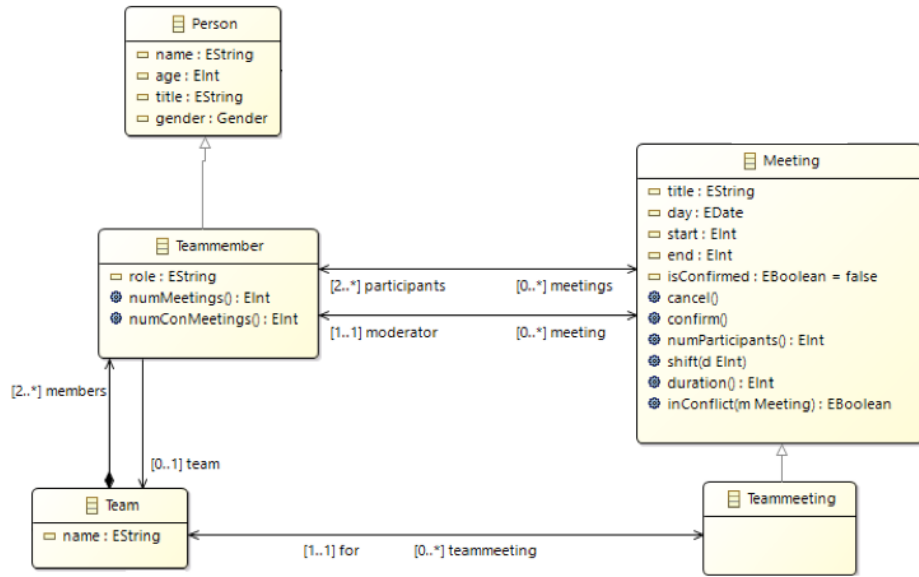 Person
name : EString
age : EInt
title : EString
gender : Gender
Meeting
title : EString
day : EDate
start : EInt
end : EInt
isConfirmed : EBoolean = false
cancel()
confirm()
numParticipants() : EInt
shift(d EInt)
duration() : EInt
inConflict(m Meeting) : EBoolean
Teammember
role : EString
numMeetings() : EInt
numConMeetings() : EInt
[2..*] participants
[0..*] meetings
[1..1] moderator
[0..*] meeting
[2..*] members
[0..1] team
Team
name : EString
Teammeeting
[1..1] for
[0..*] teammeeting